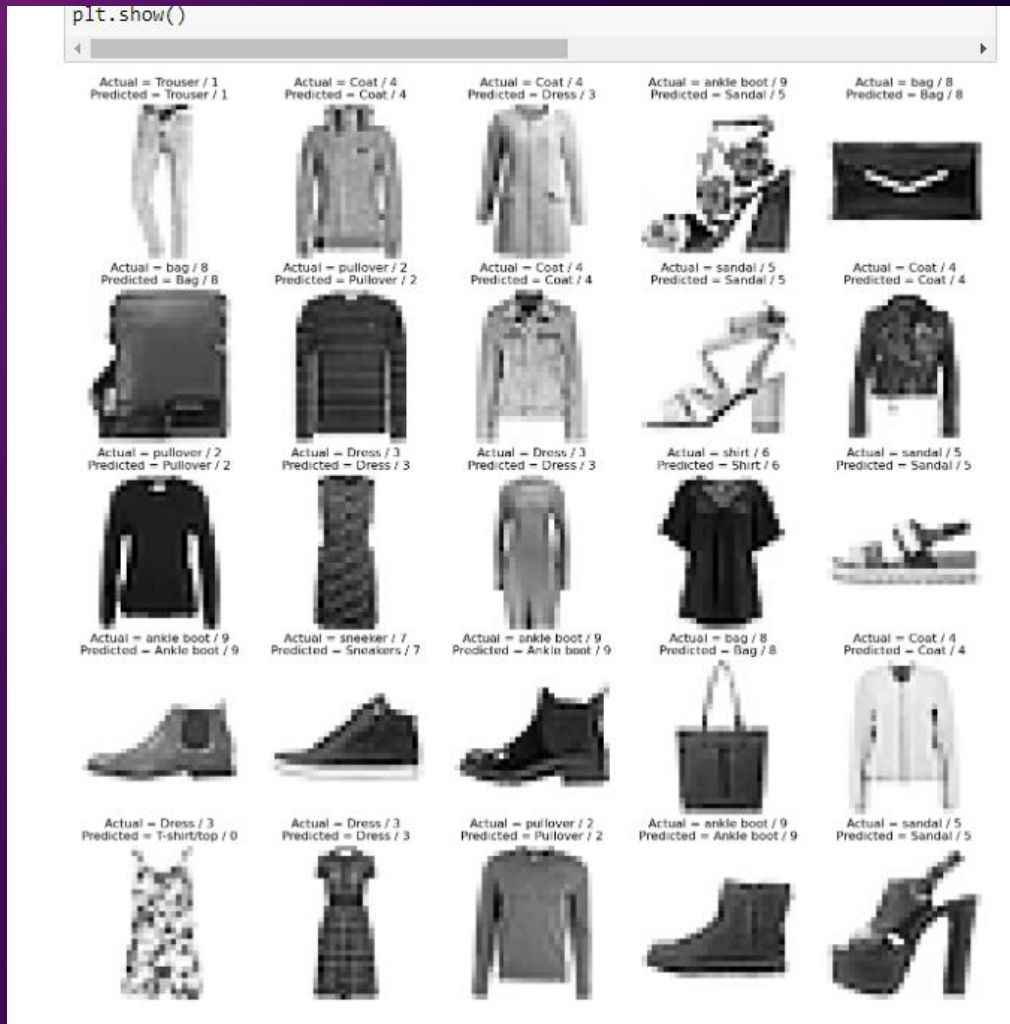 plt.show()
Actual = Trouser / 1
Predicted = Trouser / 1
Actual = Coat / 4
Predicted = Coat / 4
Actual = Coat / 4
Predicted = Dress / 3
Actual = ankle boot / 9
Predicted = Sandal / 5
Actual = bag / 8
Predicted = Bag / 8
Actual = bag / 8
Predicted = Bag / 8
Actual = pullover / 2
Predicted = Pullover / 2
Actual = Coat / 4
Predicted = Coat / 4
Actual = sandal / 5
Predicted = Sandal / 5
Actual = Coat / 4
Predicted = Coat / 4
Actual = pullover / 2
Predicted = Pullover / 2
Actual = Dress / 3
Predicted = Dress / 3
Actual = Dress / 3
Predicted = Dress / 3
Actual = shirt / 6
Predicted = Shirt / 6
Actual = sandal / 5
Predicted = Sandal / 5
Actual = ankle boot / 9
Predicted = Ankle boot / 9
Actual = sneeker / 7
Predicted = Sneakers / 7
Actual = ankle boot / 9
Predicted = Ankle boot / 9
Actual = bag / 8
Predicted = Bag / 8
Actual = Coat / 4
Predicted = Coat / 4
Actual = Dress / 3
Predicted = T-shirt/top / 0
Actual = Dress / 3
Predicted = Dress / 3
Actual = pullover / 2
Predicted = Pullover / 2
Actual = ankle boot / 9
Predicted = Ankle boot / 9
Actual = sandal / 5
Predicted = Sandal / 5